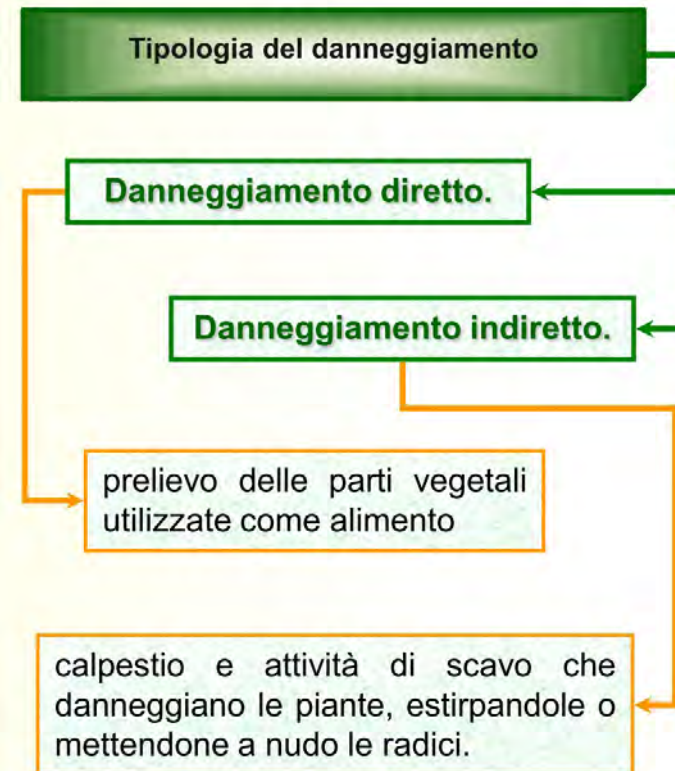 Tipologia del danneggiamento
Danneggiamento diretto.
Danneggiamento indiretto.
prelievo delle parti vegetali
utilizzate come alimento
calpestio e attività di scavo che
danneggiano le piante, estirpandole o
mettendone a nudo le radici.